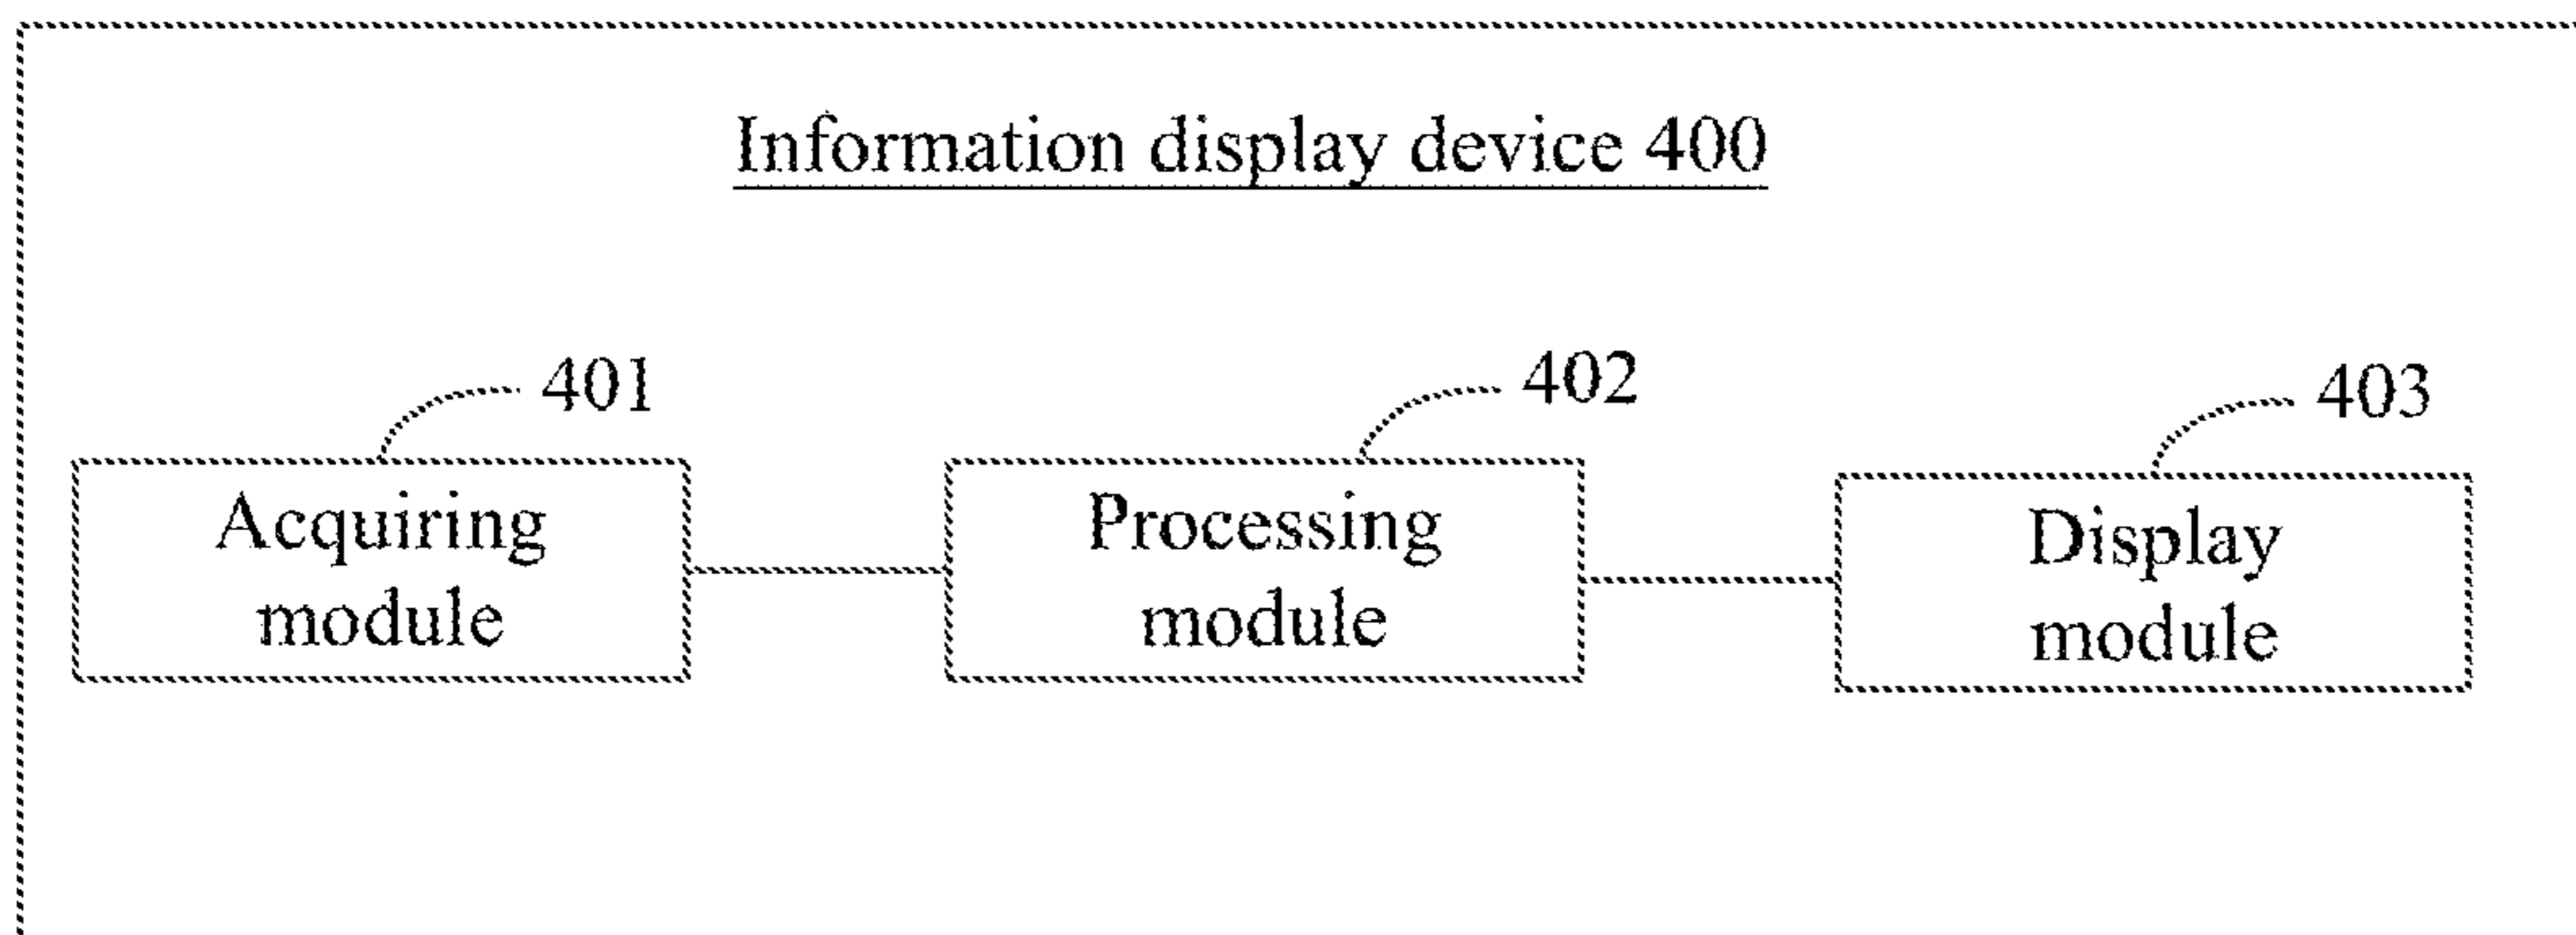 Information display device 400
401
402
403
Acquiring
module
Processing
module
Display
module